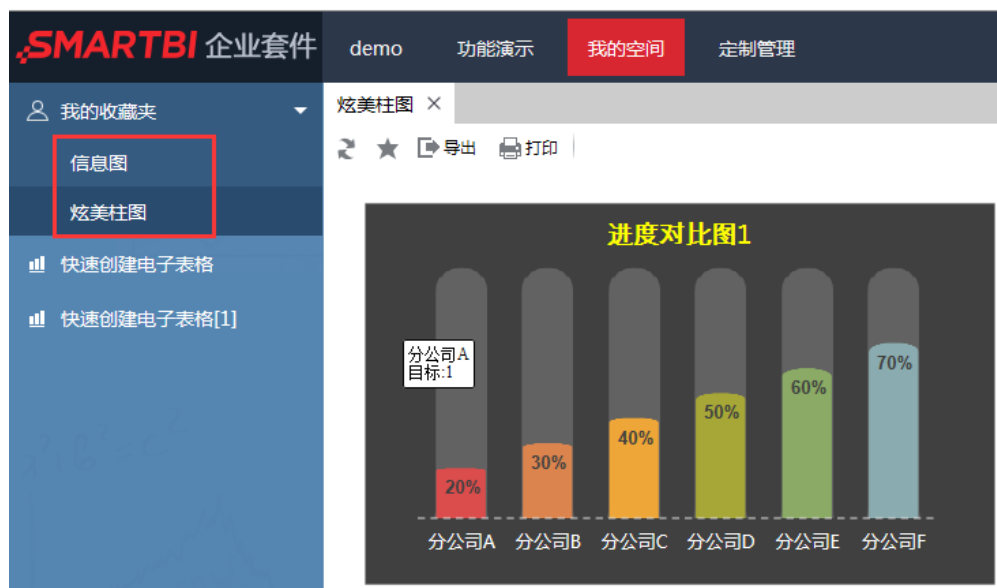 SMARTBI 企业套件 demo 功能演示 我的空间 定制管理
我的收藏夹
信息图
炫美柱图
快速创建电子表格
快速创建电子表格[1]
炫美柱图
导出 打印
进度对比图1
分公司A
目标:1
20% 30% 40% 50% 60% 70%
分公司A 分公司B 分公司C 分公司D 分公司E 分公司F